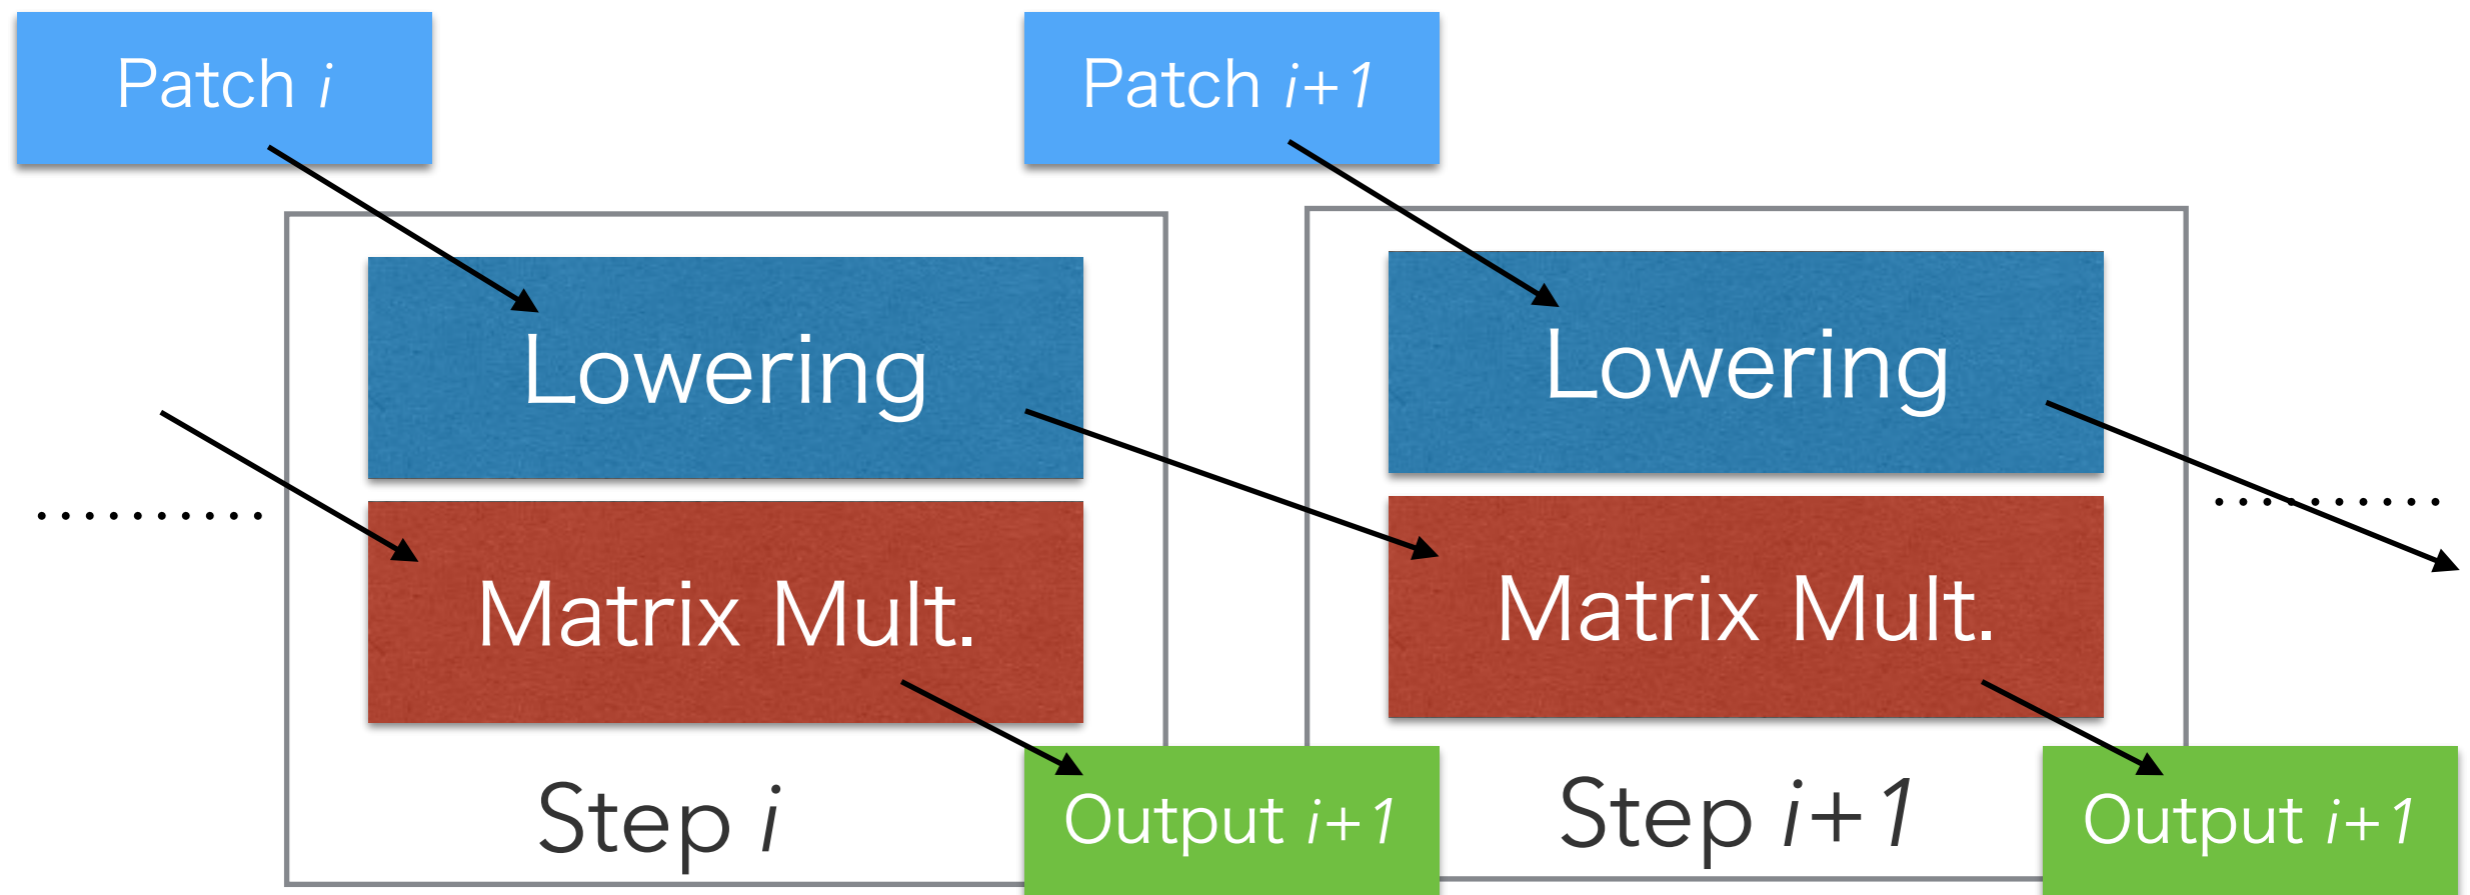 Patch i
Patch i+1
Lowering
Lowering
Matrix Mult.
Matrix Mult.
Step i
Output i+1
Step i+1
Output i+1